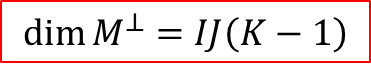 dim M⊥ = IJ(K − 1)